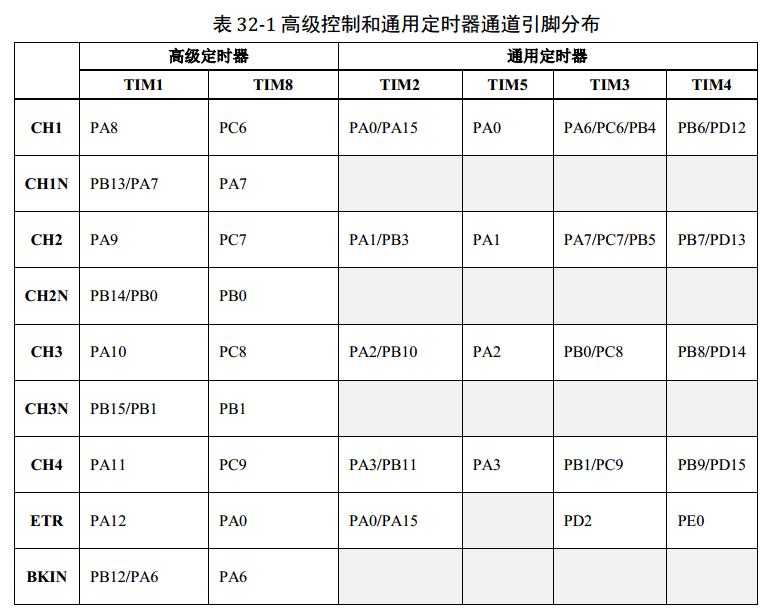 表 32-1 高级控制和通用定时器通道引脚分布
高级定时器 通用定时器
TIM1 TIM8 TIM2 TIM5 TIM3 TIM4
CH1 PA8 PC6 PA0/PA15 PA0 PA6/PC6/PB4 PB6/PD12
CH1N PB13/PA7 PA7
CH2 PA9 PC7 PA1/PB3 PA1 PA7/PC7/PB5 PB7/PD13
CH2N PB14/PB0 PB0
CH3 PA10 PC8 PA2/PB10 PA2 PB0/PC8 PB8/PD14
CH3N PB15/PB1 PB1
CH4 PA11 PC9 PA3/PB11 PA3 PB1/PC9 PB9/PD15
ETR PA12 PA0 PA0/PA15 PD2 PE0
BKIN PB12/PA6 PA6